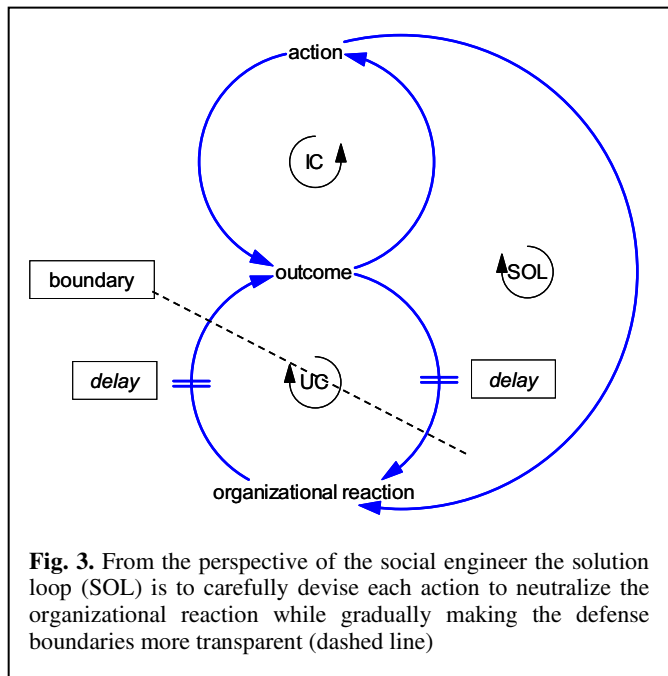 action
IC
outcome
SOL
boundary
delay
UC
delay
organizational reaction
Fig. 3. From the perspective of the social engineer the solution
loop (SOL) is to carefully devise each action to neutralize the
organizational reaction while gradually making the defense
boundaries more transparent (dashed line)